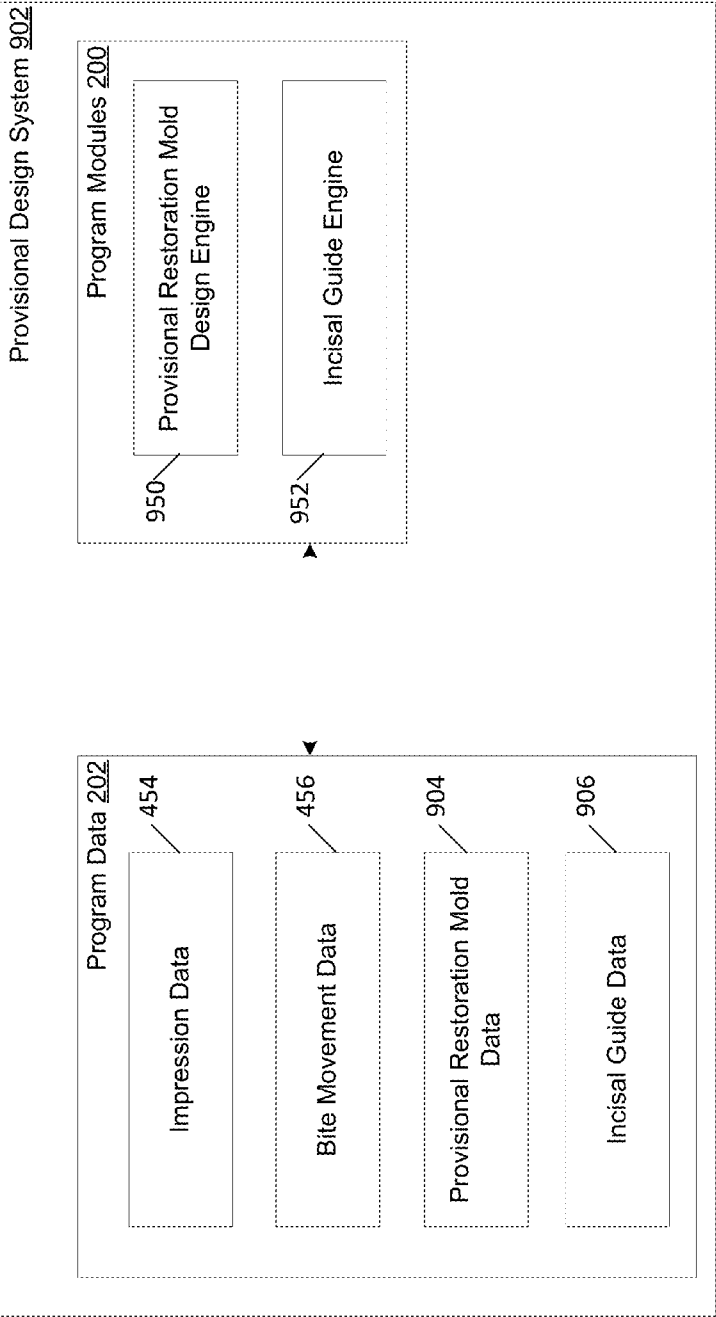 Provisional Design System 902
Program Modules 200
950
Provisional Restoration Mold
Design Engine
952
Incisal Guide Engine
Program Data 202
454
Impression Data
456
Bite Movement Data
904
Provisional Restoration Mold
Data
906
Incisal Guide Data